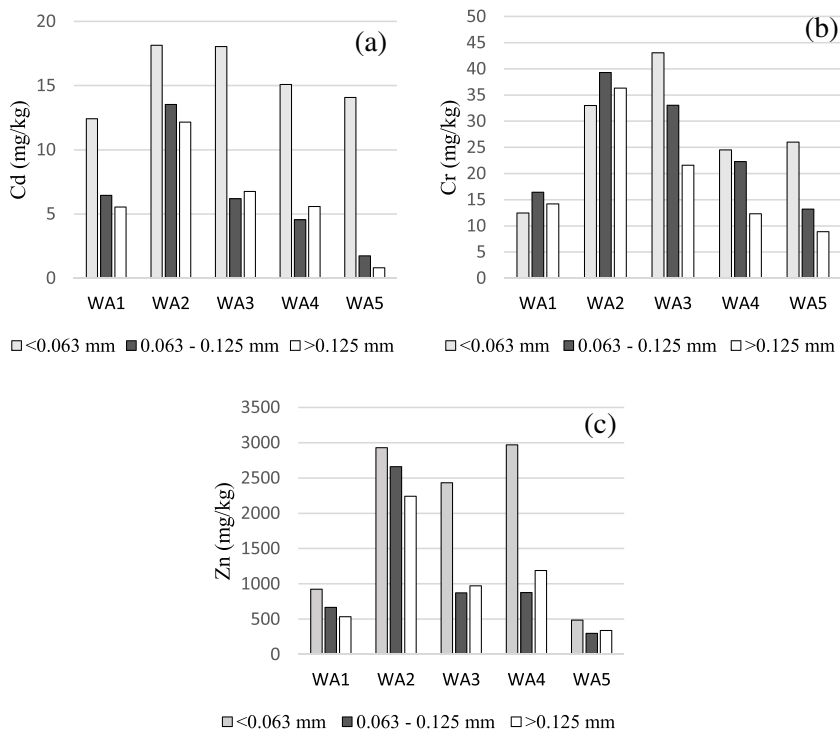 (a)
Cd (mg/kg)
20
15
10
5
0
WA1 WA2 WA3 WA4 WA5
<0.063 mm 0.063 - 0.125 mm >0.125 mm
(b)
Cr (mg/kg)
50
45
40
35
30
25
20
15
10
5
0
WA1 WA2 WA3 WA4 WA5
<0.063 mm 0.063 - 0.125 mm >0.125 mm
(c)
Zn (mg/kg)
3500
3000
2500
2000
1500
1000
500
0
WA1 WA2 WA3 WA4 WA5
<0.063 mm 0.063 - 0.125 mm >0.125 mm